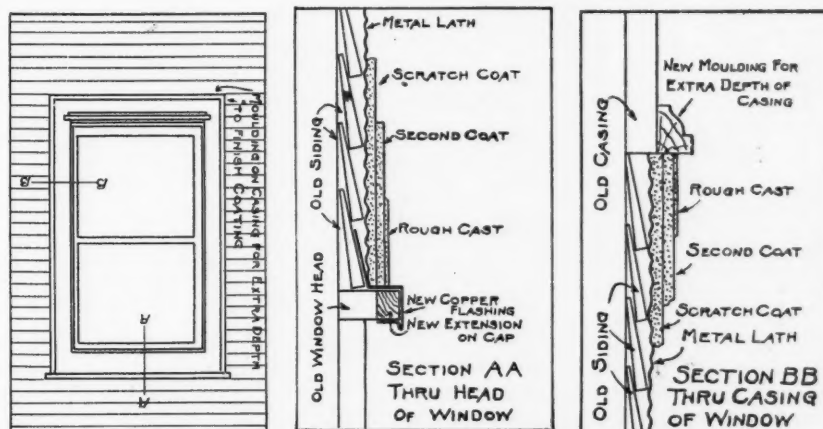 MOULDING ON CASING FOR EXTRA DEPTH
TO FINISH COATING
B
B
A
A
METAL LATH
SCRATCH COAT
SECOND COAT
OLD SIDING
ROUGH CAST
OLD WINDOW HEAD
NEW COPPER
FLASHING
NEW EXTENSION
ON CAP
SECTION AA
THRU HEAD
OF WINDOW
NEW MOULDING FOR
EXTRA DEPTH OF
CASING
OLD CASING
ROUGH CAST
SECOND COAT
SCRATCH COAT
METAL LATH
OLD SIDING
SECTION BB
THRU CASING
OF WINDOW